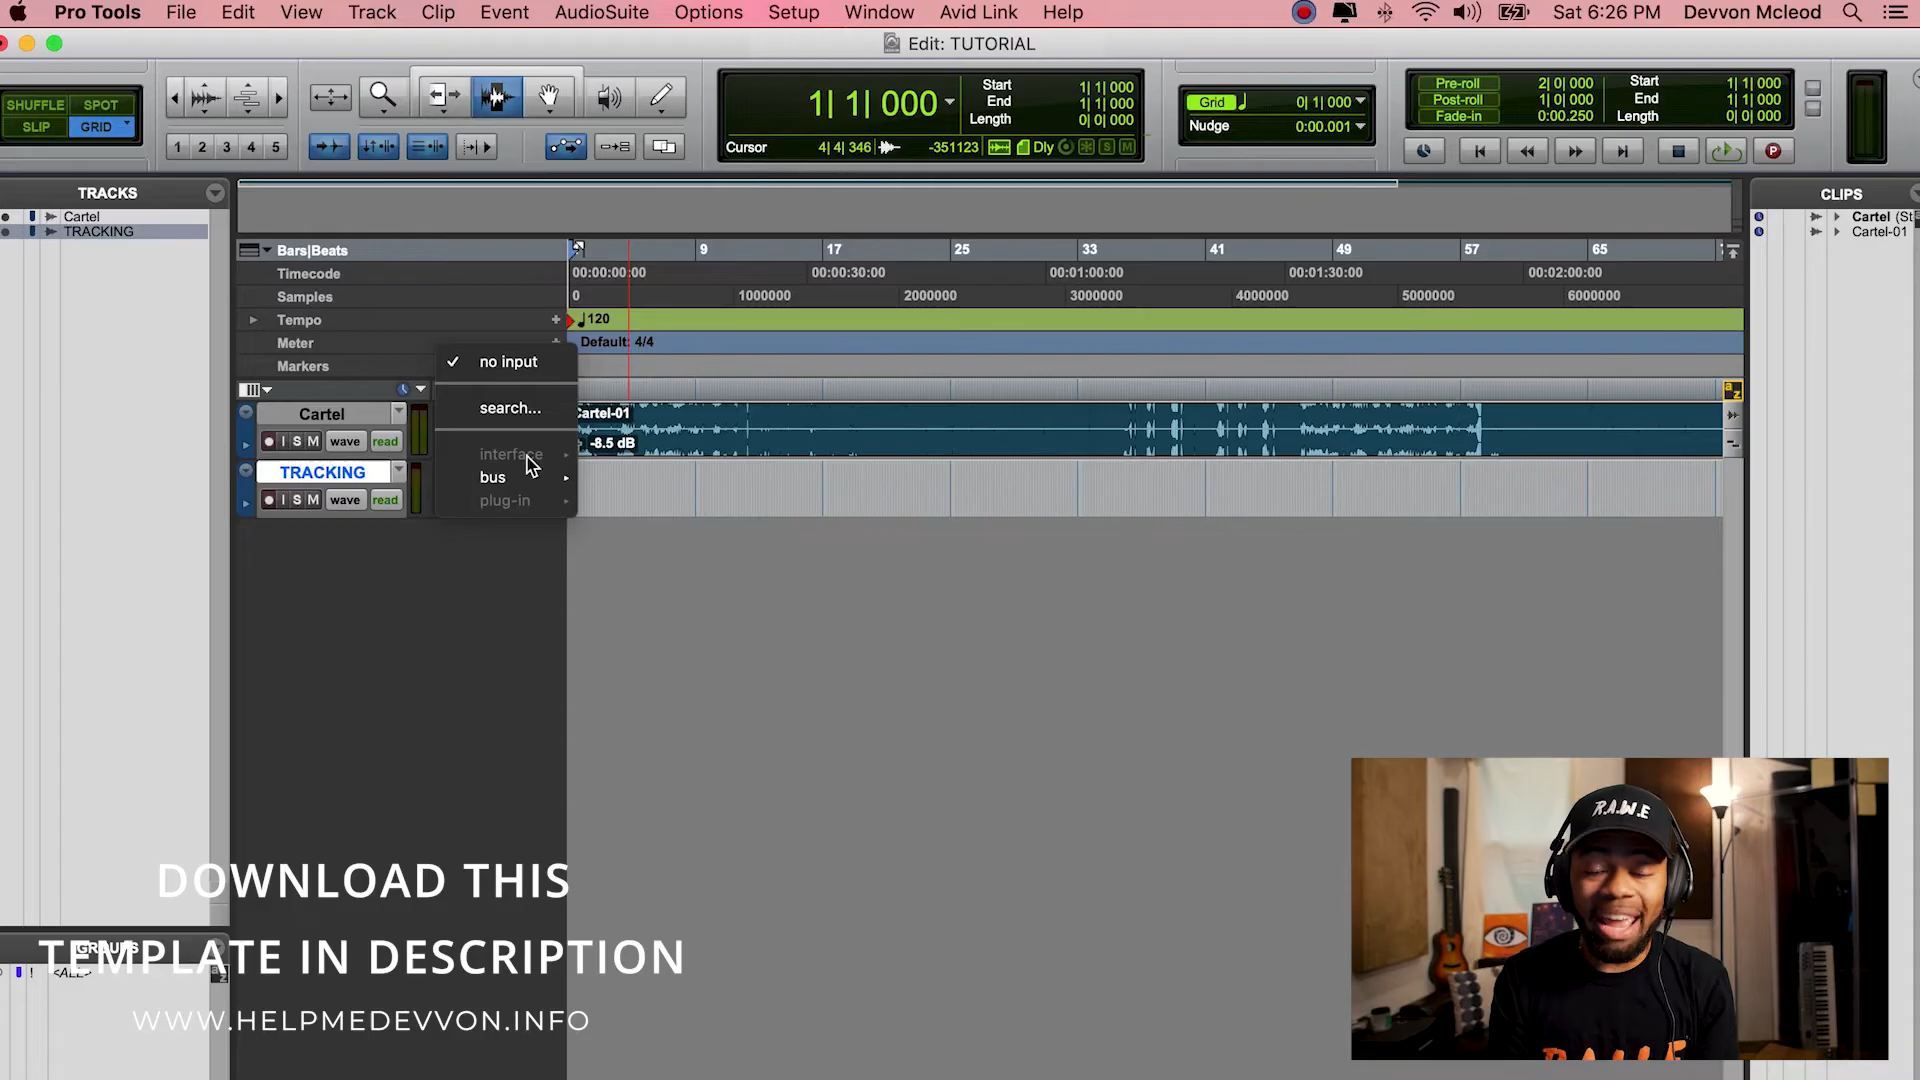 Pro Tools File Edit View Track Clip Event AudioSuite Options Setup Window Avid Link Help Sat 6:26 PM Devvon Mcleod
Edit: TUTORIAL
SHUFFLE SPOT
SLIP GRID
1 2 3 4 5
1| 1| 000
Start 1| 1| 000
End 1| 1| 000
Length 0| 0| 000
Cursor 4| 4| 346 -351123 Dly S M
Grid 0| 1| 000
Nudge 0:00.001
Pre-roll 2| 0| 000
Post-roll 1| 0| 000
Fade-in 0:00.250
Start 1| 1| 000
End 1| 1| 000
Length 0| 0| 000
P
TRACKS
Cartel
TRACKING
CLIPS
Cartel (St
Cartel-01
Bars|Beats 9 17 25 33 41 49 57 65
Timecode 00:00:00:00 00:00:30:00 00:01:00:00 00:01:30:00 00:02:00:00
Samples 0 1000000 2000000 3000000 4000000 5000000 6000000
Tempo + 120
Meter Default: 4/4
Markers
no input
search...
interface
bus
plug-in
Cartel
I S M wave read
Cartel-01
-8.5 dB
a z
TRACKING
I S M wave read
GROUPS
! <ALL>
DOWNLOAD THIS
TEMPLATE IN DESCRIPTION
WWW.HELPMEDEVVON.INFO
R.A.W.E